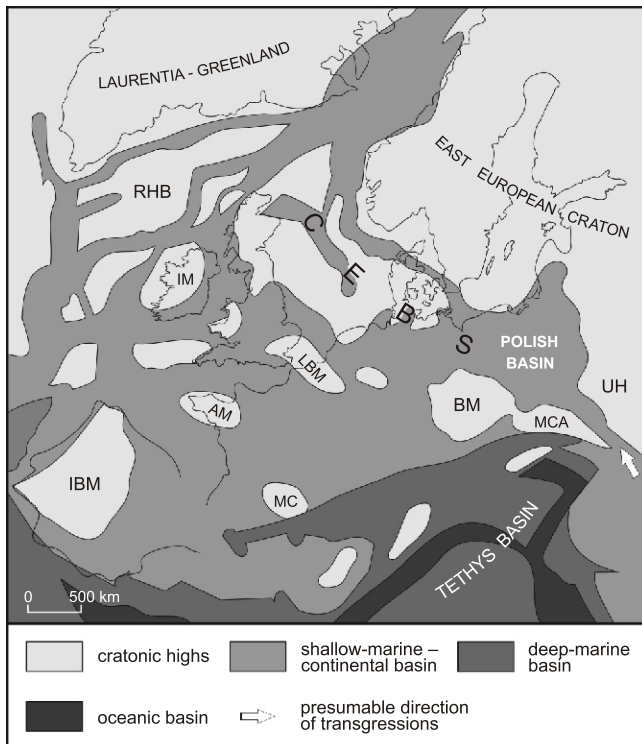 LAURENTIA - GREENLAND
EAST EUROPEAN CRATON
RHB
C
E
B
S
IM
POLISH
BASIN
LBM
UH
AM
BM
MCA
IBM
MC
TETHYS BASIN
0 500 km
cratonic highs
shallow-marine –
continental basin
deep-marine
basin
oceanic basin
presumable direction
of transgressions